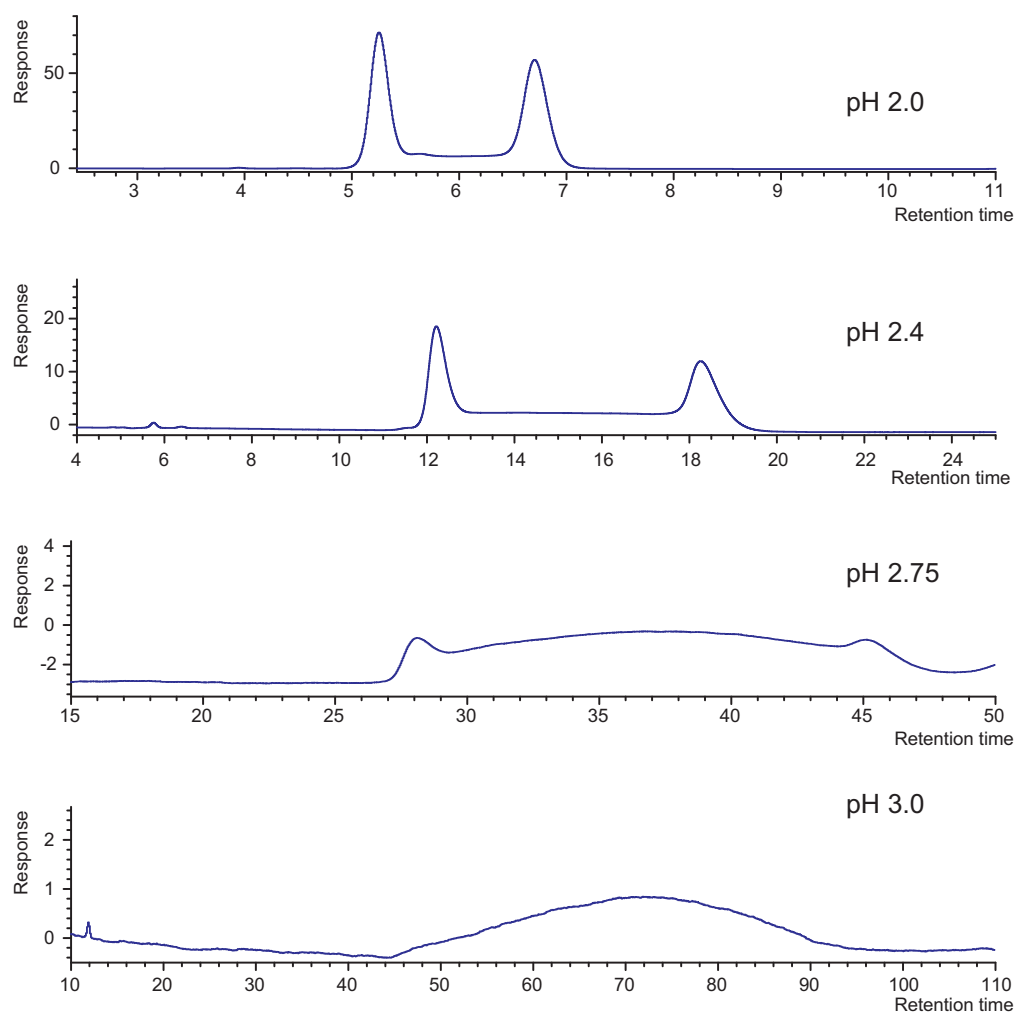 Response
50
0
pH 2.0
3 4 5 6 7 8 9 10 11
Retention time
Response
20
10
0
pH 2.4
4 6 8 10 12 14 16 18 20 22 24
Retention time
Response
4
2
0
-2
pH 2.75
15 20 25 30 35 40 45 50
Retention time
Response
2
1
0
pH 3.0
10 20 30 40 50 60 70 80 90 100 110
Retention time